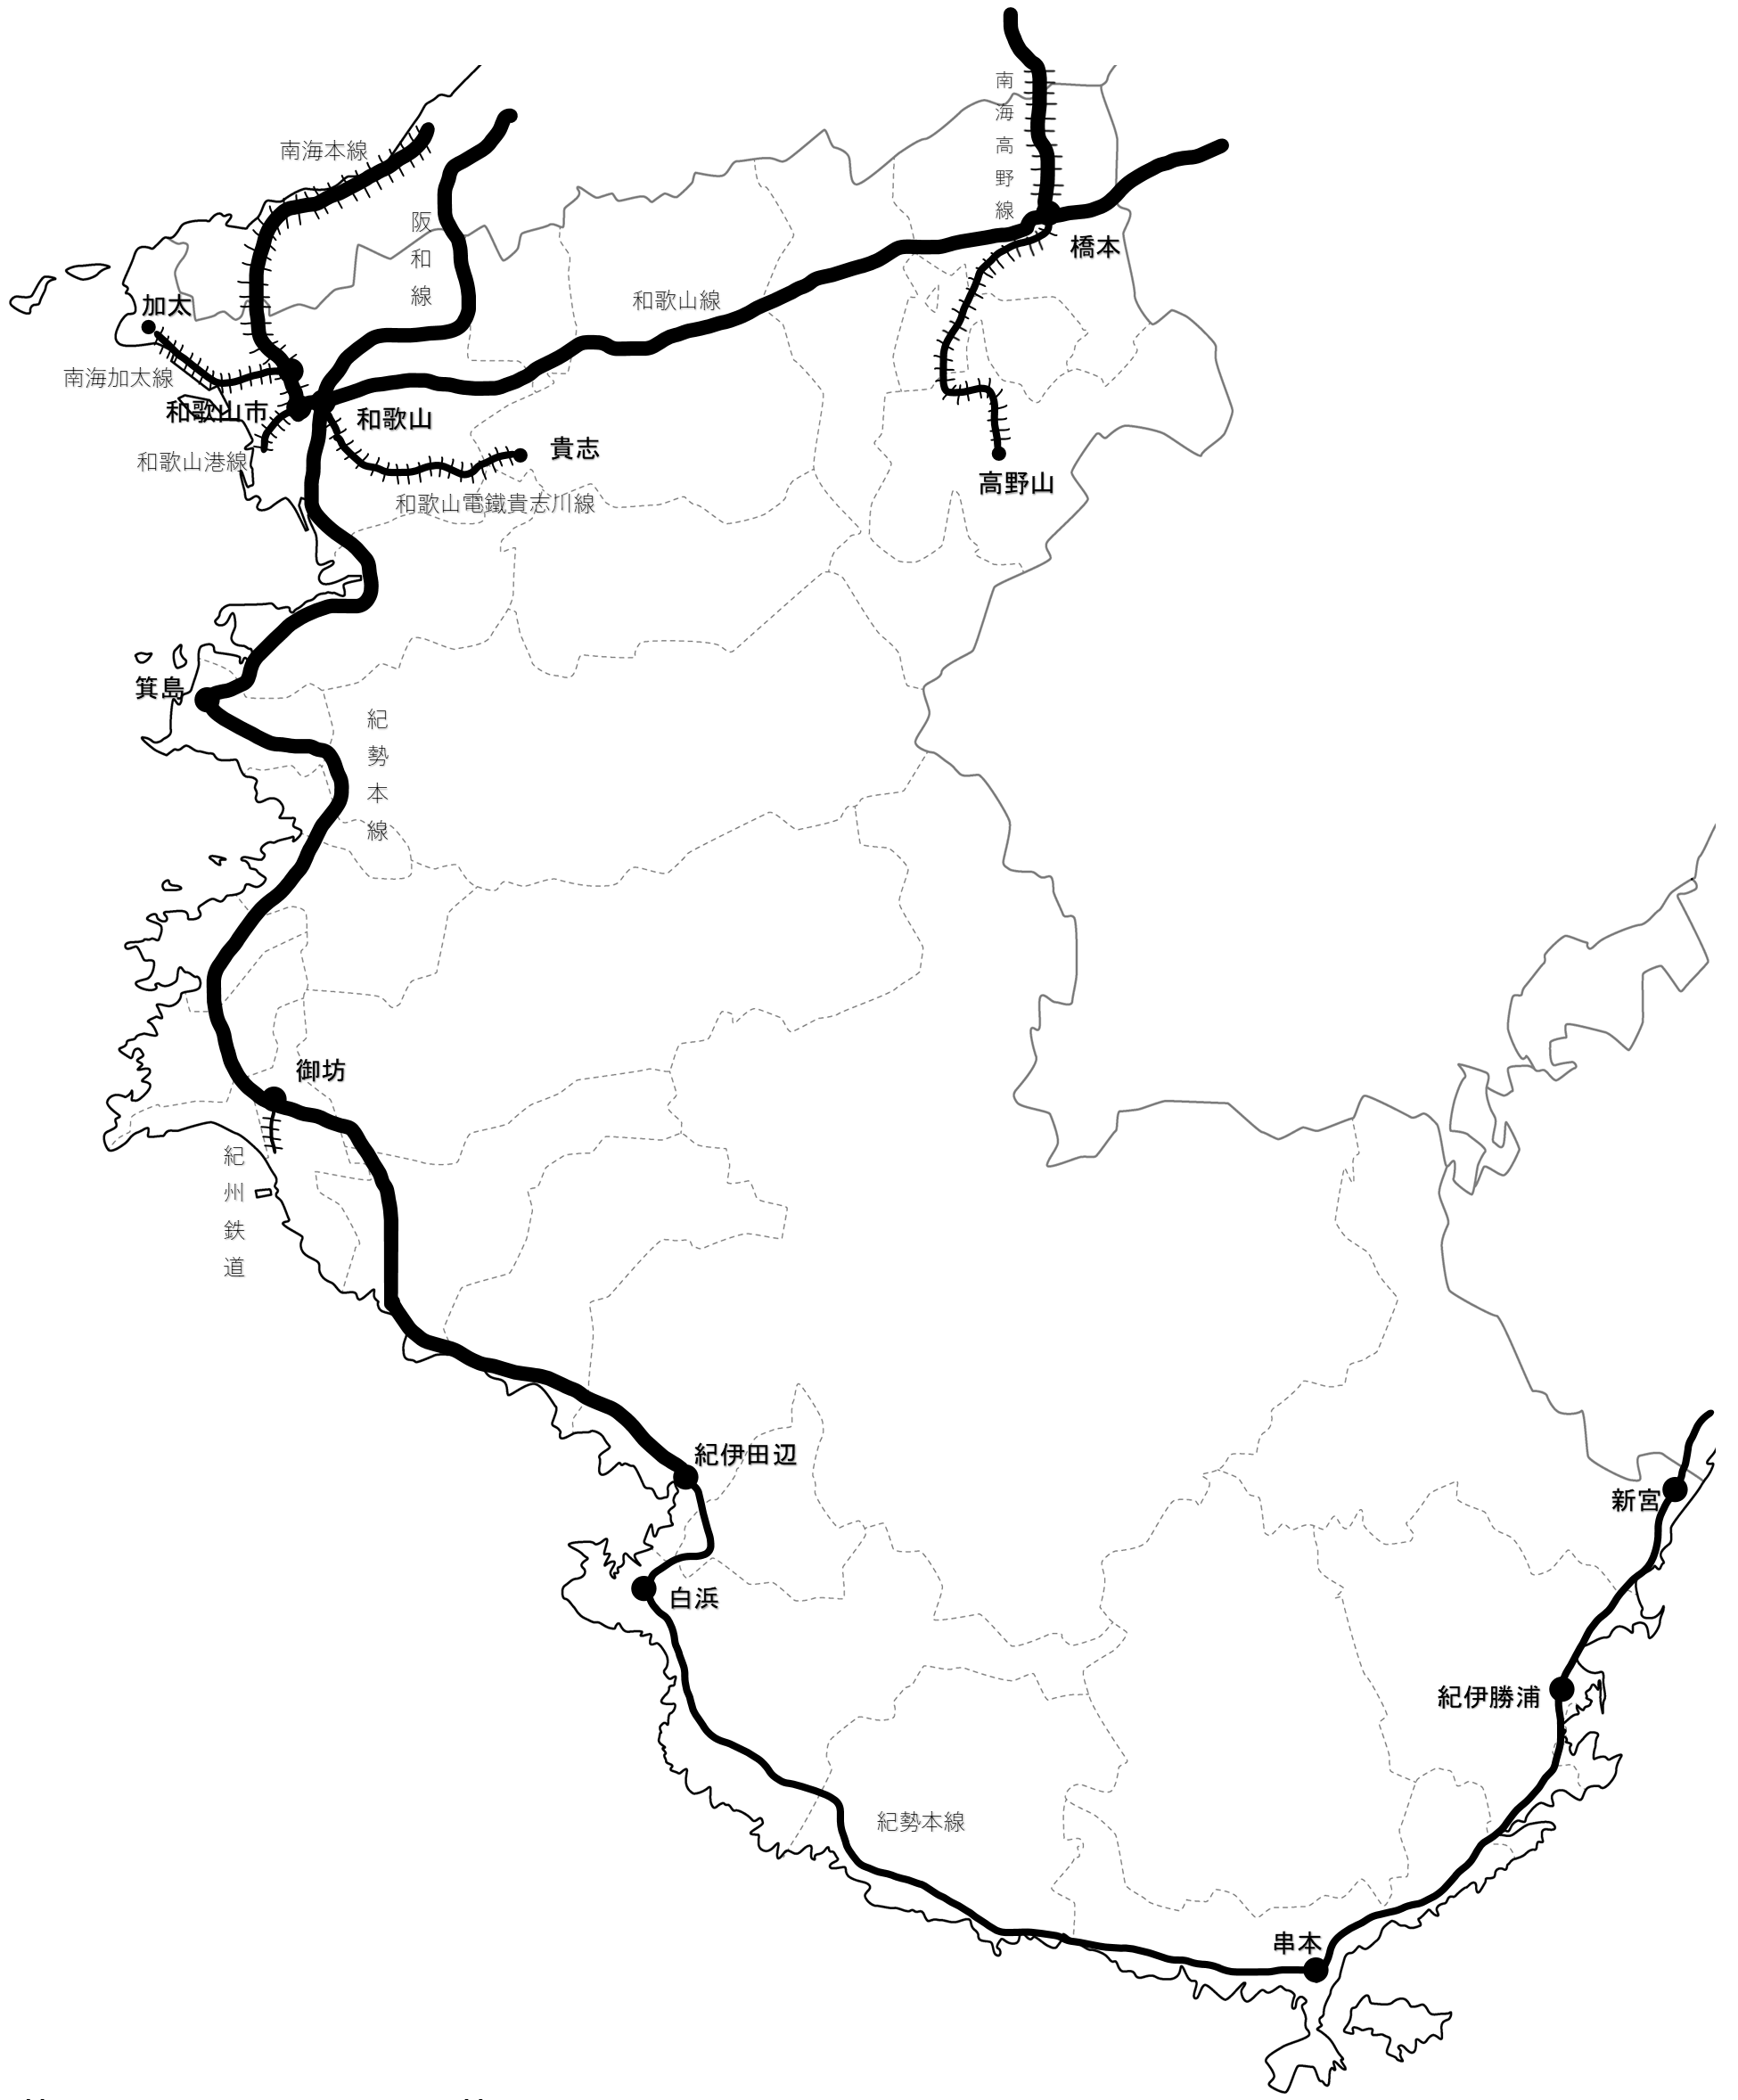 南海高野線
南海本線
阪和線
橋本
和歌山線
加太
南海加太線
和歌山市
和歌山
貴志
和歌山港線
高野山
和歌山電鐵貴志川線
箕島
紀勢本線
御坊
紀州鉄道
紀伊田辺
新宮
白浜
紀伊勝浦
紀勢本線
串本